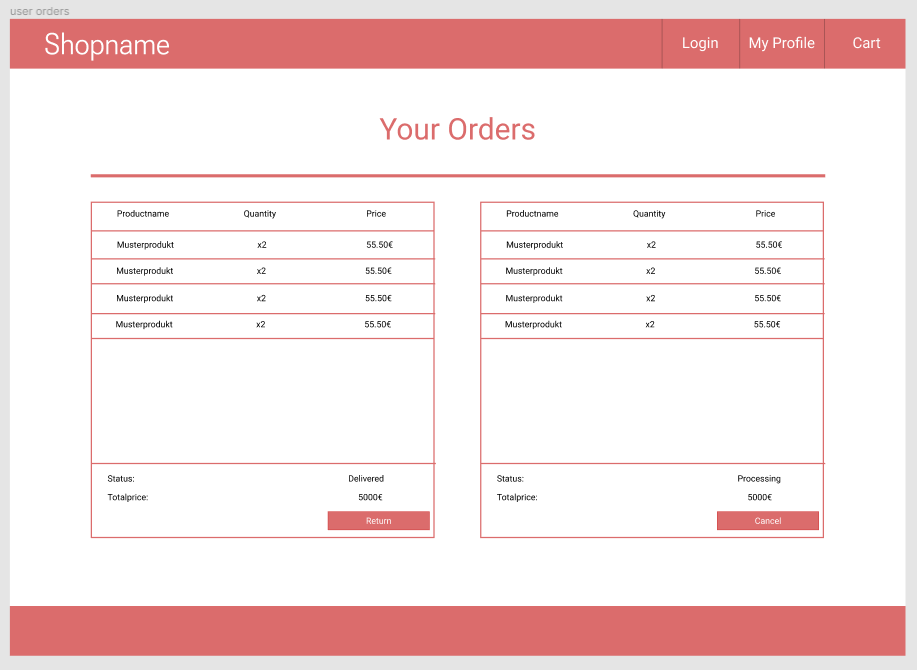 user orders
Shopname
Login
My Profile
Cart
Your Orders
Productname Quantity Price
Musterprodukt x2 55.50€
Musterprodukt x2 55.50€
Musterprodukt x2 55.50€
Musterprodukt x2 55.50€
Status: Delivered
Totalprice: 5000€
Return
Productname Quantity Price
Musterprodukt x2 55.50€
Musterprodukt x2 55.50€
Musterprodukt x2 55.50€
Musterprodukt x2 55.50€
Status: Processing
Totalprice: 5000€
Cancel